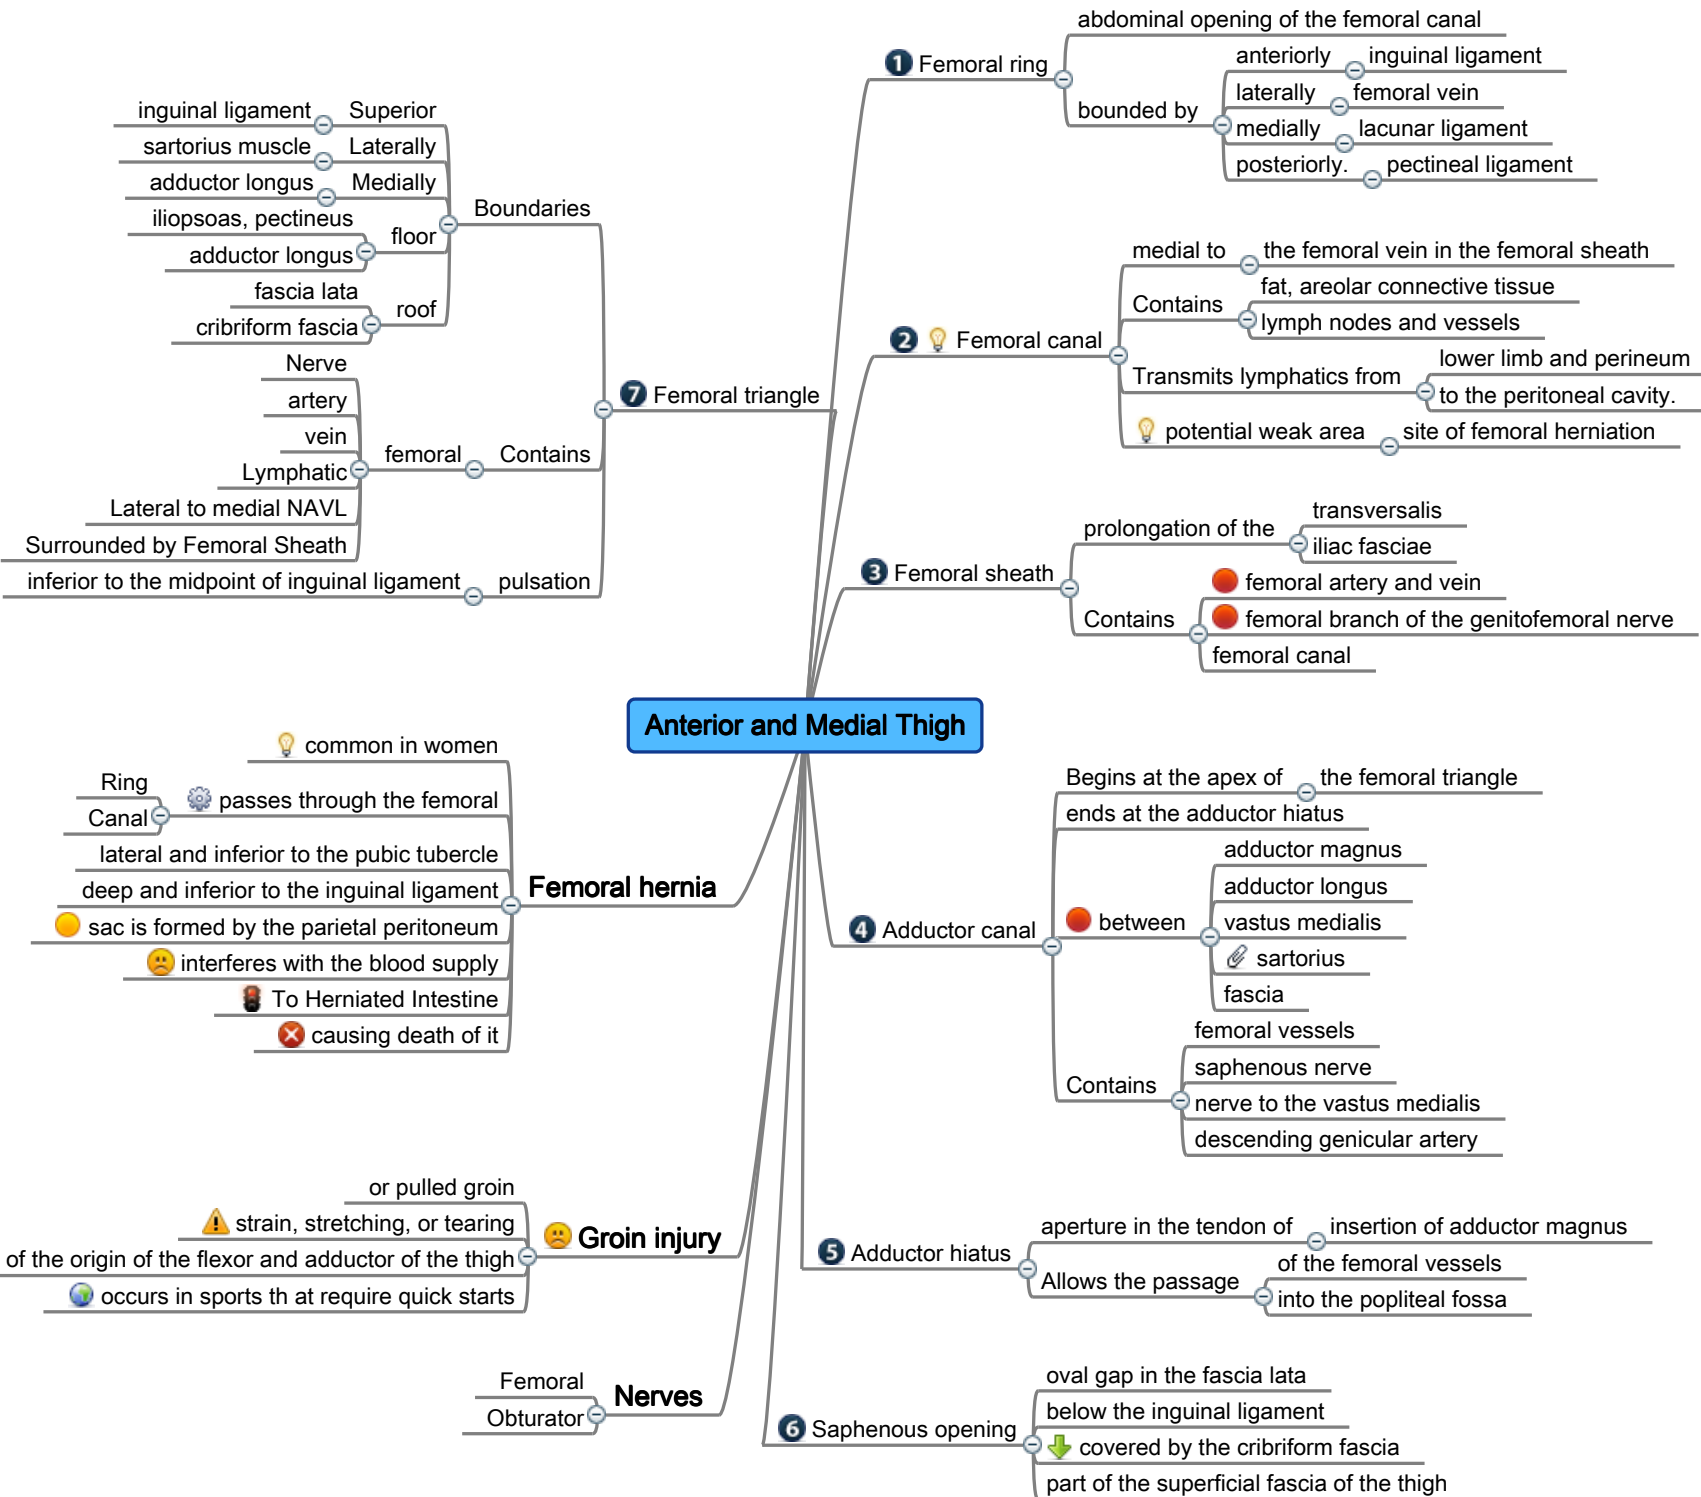 Anterior and Medial Thigh
1 Femoral ring
abdominal opening of the femoral canal
bounded by
anteriorly
inguinal ligament
laterally
femoral vein
medially
lacunar ligament
posteriorly.
pectineal ligament
2 Femoral canal
medial to
the femoral vein in the femoral sheath
Contains
fat, areolar connective tissue
lymph nodes and vessels
Transmits lymphatics from
lower limb and perineum
to the peritoneal cavity.
potential weak area
site of femoral herniation
3 Femoral sheath
prolongation of the
transversalis
iliac fasciae
Contains
femoral artery and vein
femoral branch of the genitofemoral nerve
femoral canal
4 Adductor canal
Begins at the apex of
the femoral triangle
ends at the adductor hiatus
between
adductor magnus
adductor longus
vastus medialis
sartorius
fascia
Contains
femoral vessels
saphenous nerve
nerve to the vastus medialis
descending genicular artery
5 Adductor hiatus
aperture in the tendon of
insertion of adductor magnus
Allows the passage
of the femoral vessels
into the popliteal fossa
6 Saphenous opening
oval gap in the fascia lata
below the inguinal ligament
covered by the cribriform fascia
part of the superficial fascia of the thigh
7 Femoral triangle
Boundaries
Superior
inguinal ligament
Laterally
sartorius muscle
Medially
adductor longus
floor
iliopsoas, pectineus
adductor longus
roof
fascia lata
cribriform fascia
Contains
femoral
Nerve
artery
vein
Lymphatic
Lateral to medial NAVL
Surrounded by Femoral Sheath
pulsation
inferior to the midpoint of inguinal ligament
Femoral hernia
common in women
passes through the femoral
Ring
Canal
lateral and inferior to the pubic tubercle
deep and inferior to the inguinal ligament
sac is formed by the parietal peritoneum
interferes with the blood supply
To Herniated Intestine
causing death of it
Groin injury
or pulled groin
strain, stretching, or tearing
of the origin of the flexor and adductor of the thigh
occurs in sports th at require quick starts
Nerves
Femoral
Obturator